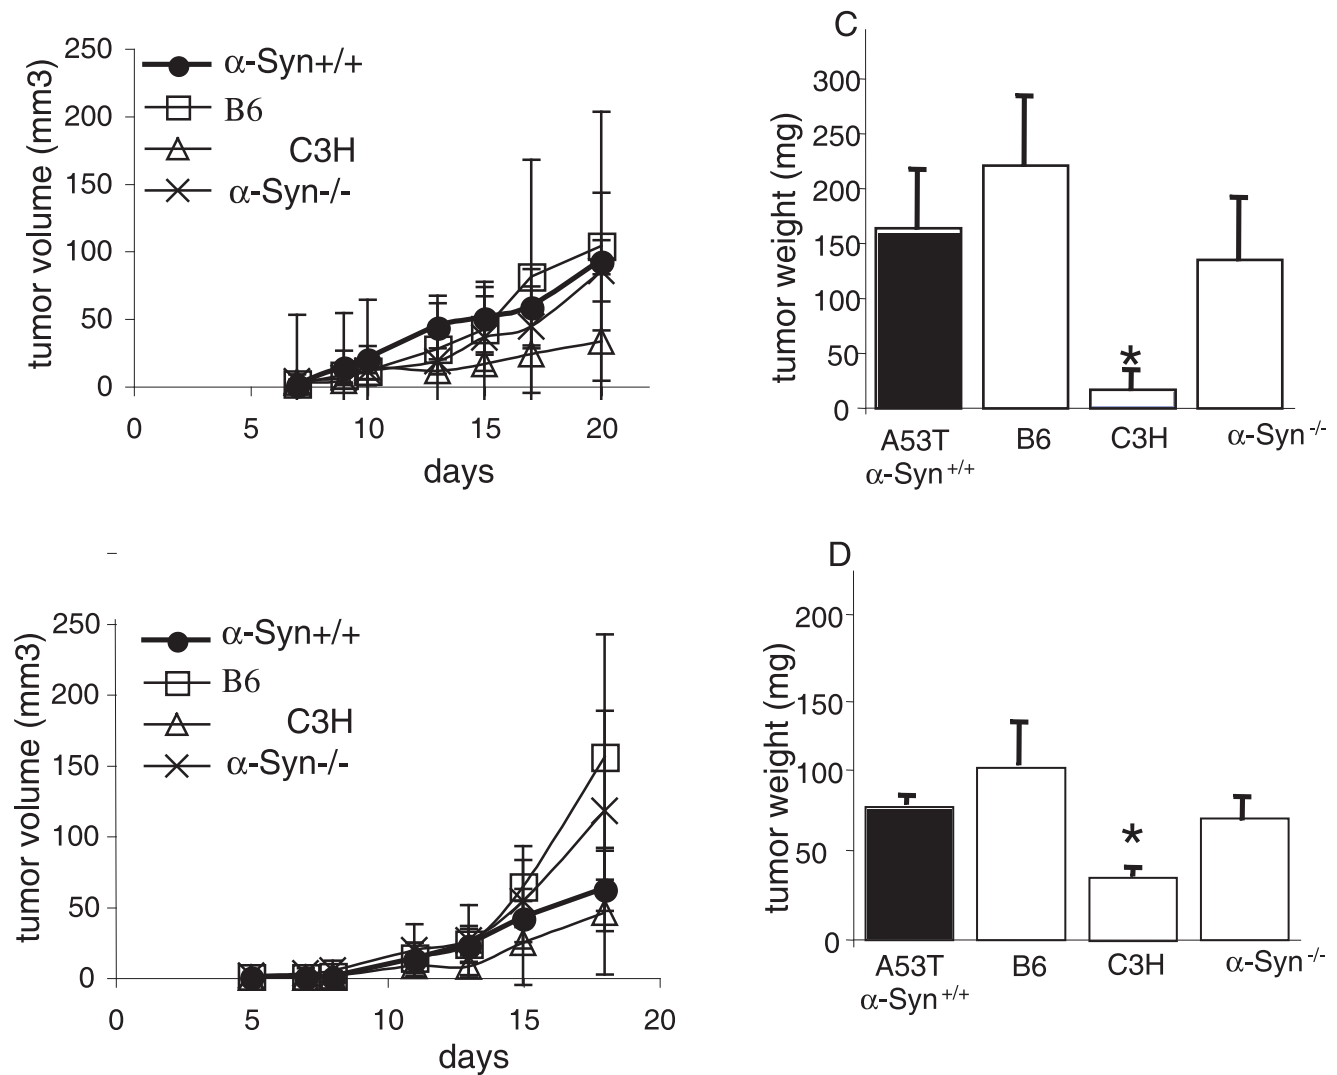 tumor volume (mm3)
250
200
150
100
50
0
α-Syn+/+
B6
C3H
α-Syn-/-
0 5 10 15 20
days
C
tumor weight (mg)
300
250
200
150
100
50
0
*
A53T B6 C3H α-Syn-/-
α-Syn+/+
tumor volume (mm3)
250
200
150
100
50
0
α-Syn+/+
B6
C3H
α-Syn-/-
0 5 10 15 20
days
D
tumor weight (mg)
200
150
100
50
0
*
A53T B6 C3H α-Syn-/-
α-Syn+/+